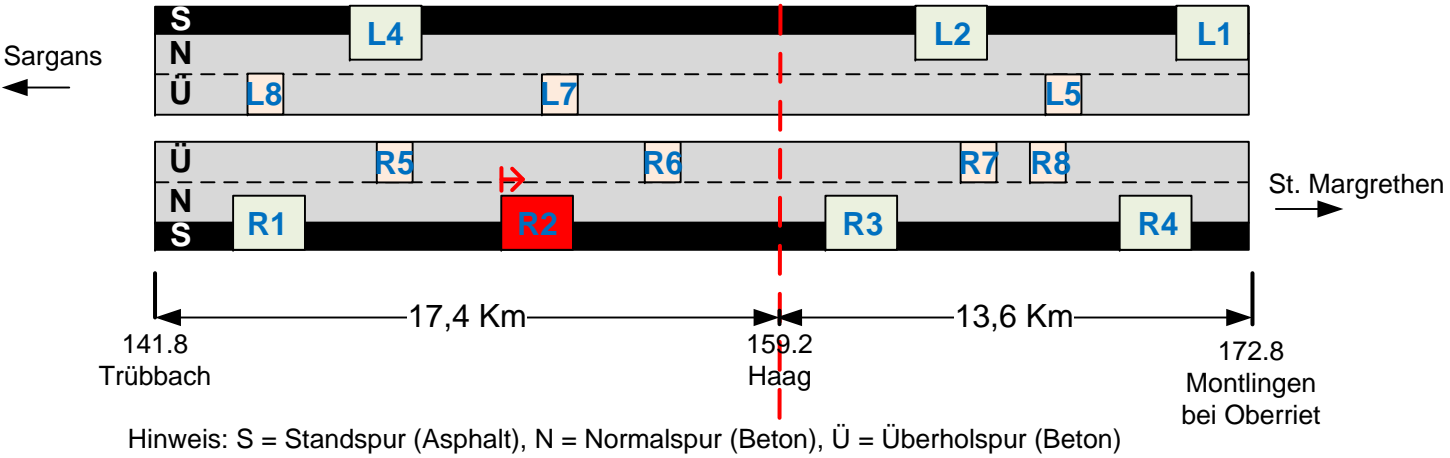 S L4 L2 L1
Sargans
N
Ü L8 L7 L5
Ü R5 R6 R7 R8
St. Margrethen
N
R1 R2 R3 R4
S
17,4 Km 13,6 Km
141.8 159.2 172.8
Trübbach Haag Montlingen
bei Oberriet
Hinweis: S = Standspur (Asphalt), N = Normalspur (Beton), Ü = Überholspur (Beton)